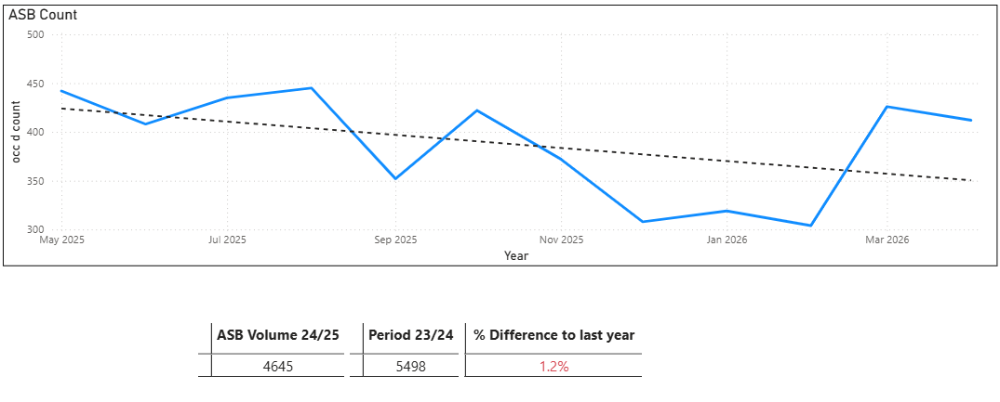 ASB Count
500
450
400
350
300
occ d count
May 2025 Jul 2025 Sep 2025 Nov 2025 Jan 2026 Mar 2026
Year
ASB Volume 24/25 Period 23/24 % Difference to last year
4645 5498 1.2%